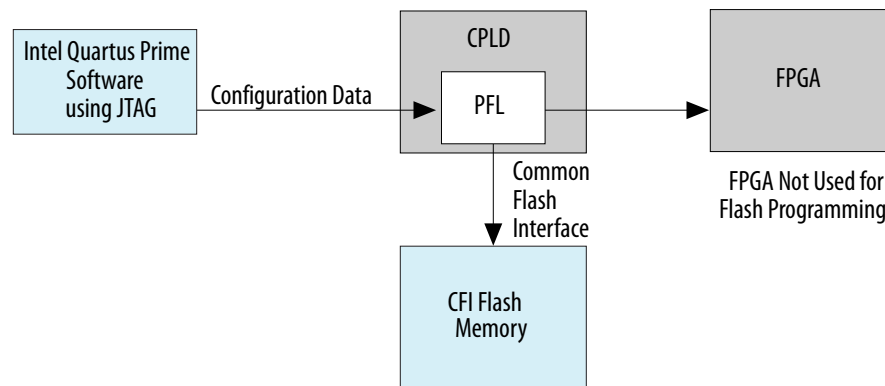 Intel Quartus Prime
Software
using JTAG
Configuration Data
CPLD
PFL
FPGA
FPGA Not Used for
Flash Programming
Common
Flash
Interface
CFI Flash
Memory